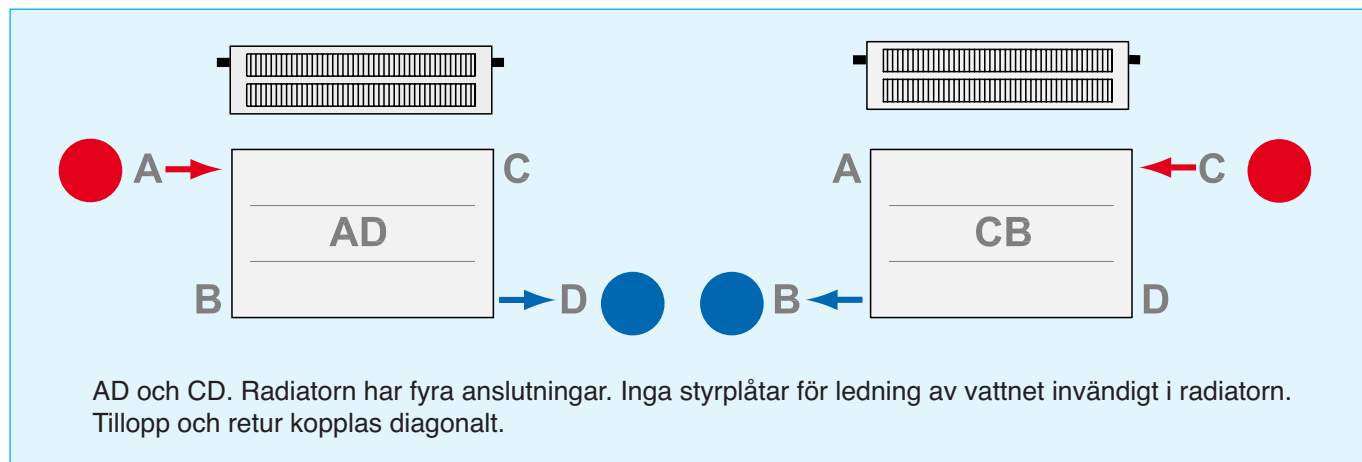 A
C
AD
B
D
A
C
CB
B
D
AD och CD. Radiatorn har fyra anslutningar. Inga styrplåtar för ledning av vattnet invändigt i radiatorn.
Tillopp och retur kopplas diagonalt.